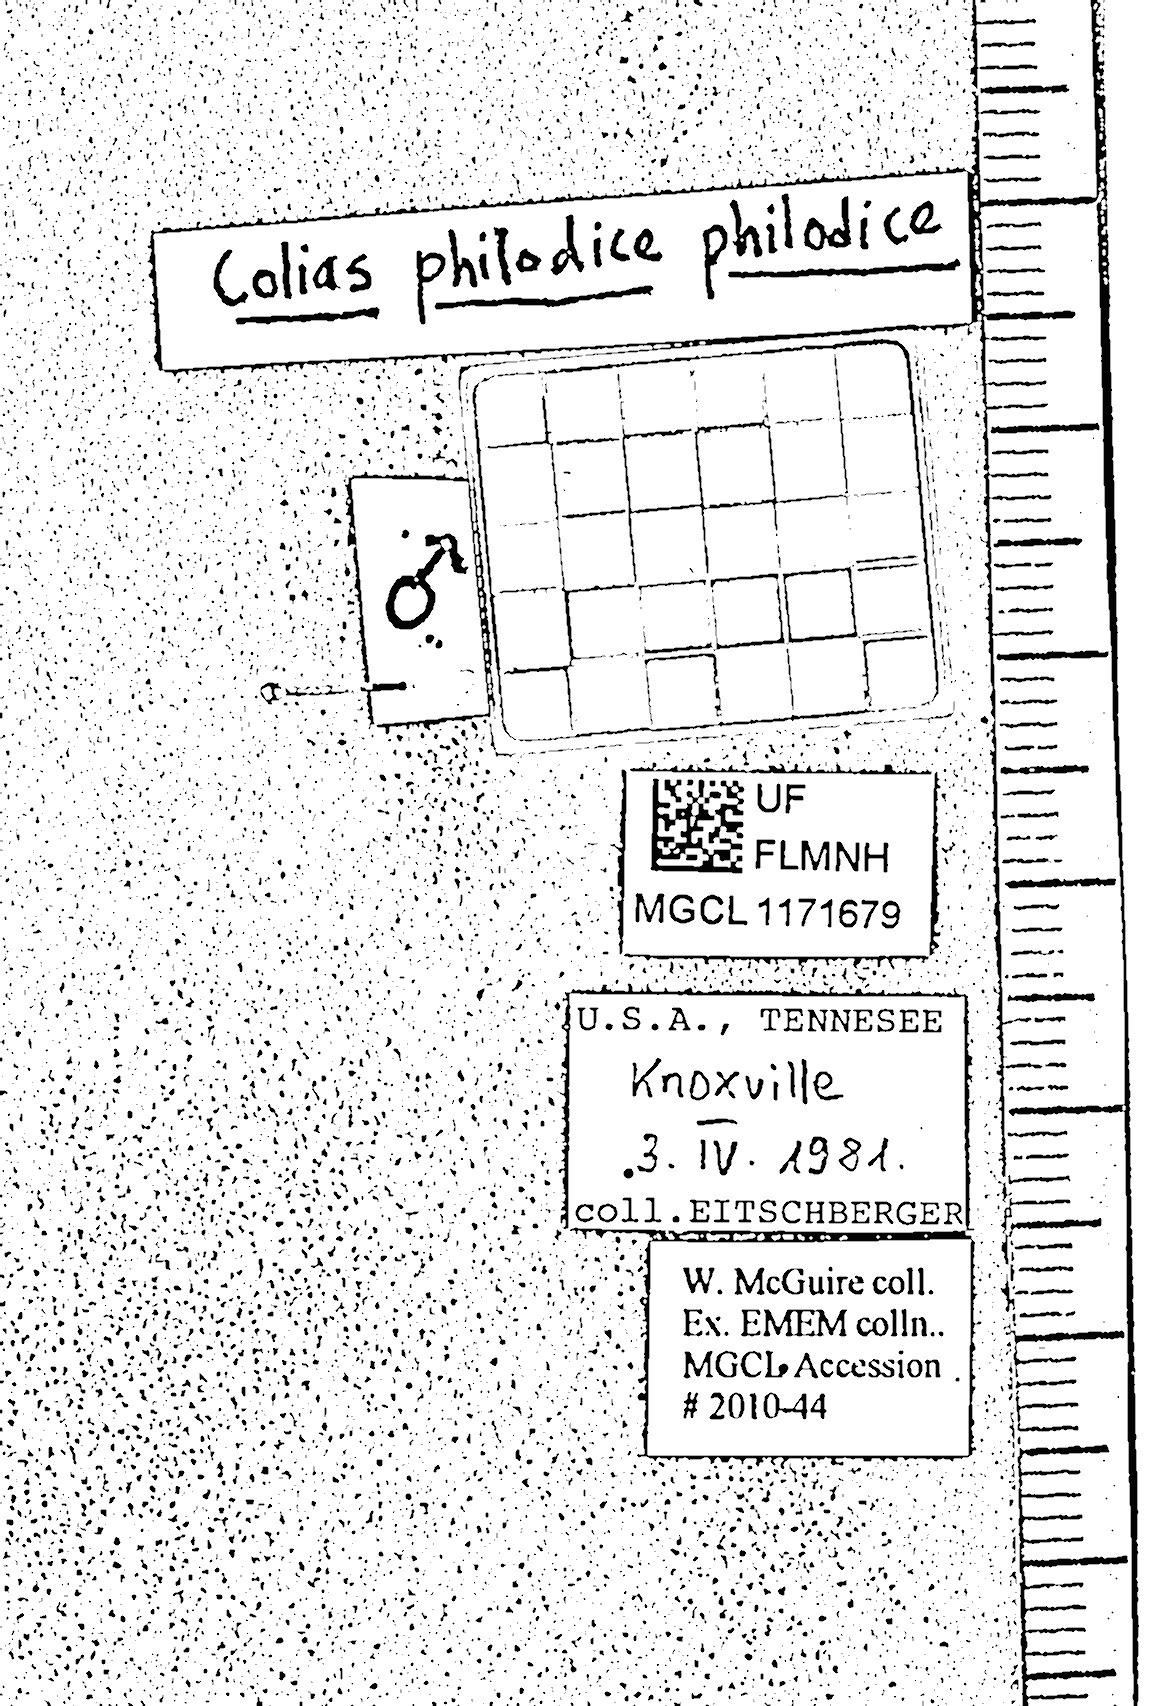 Colias philodice philodice
♂
UF
FLMNH
MGCL 1171679
U.S.A., TENNESEE
Knoxville
3. IV. 1981.
coll.EITSCHBERGER
W. McGuire coll.
Ex. EMEM colln..
MGCL Accession
# 2010-44